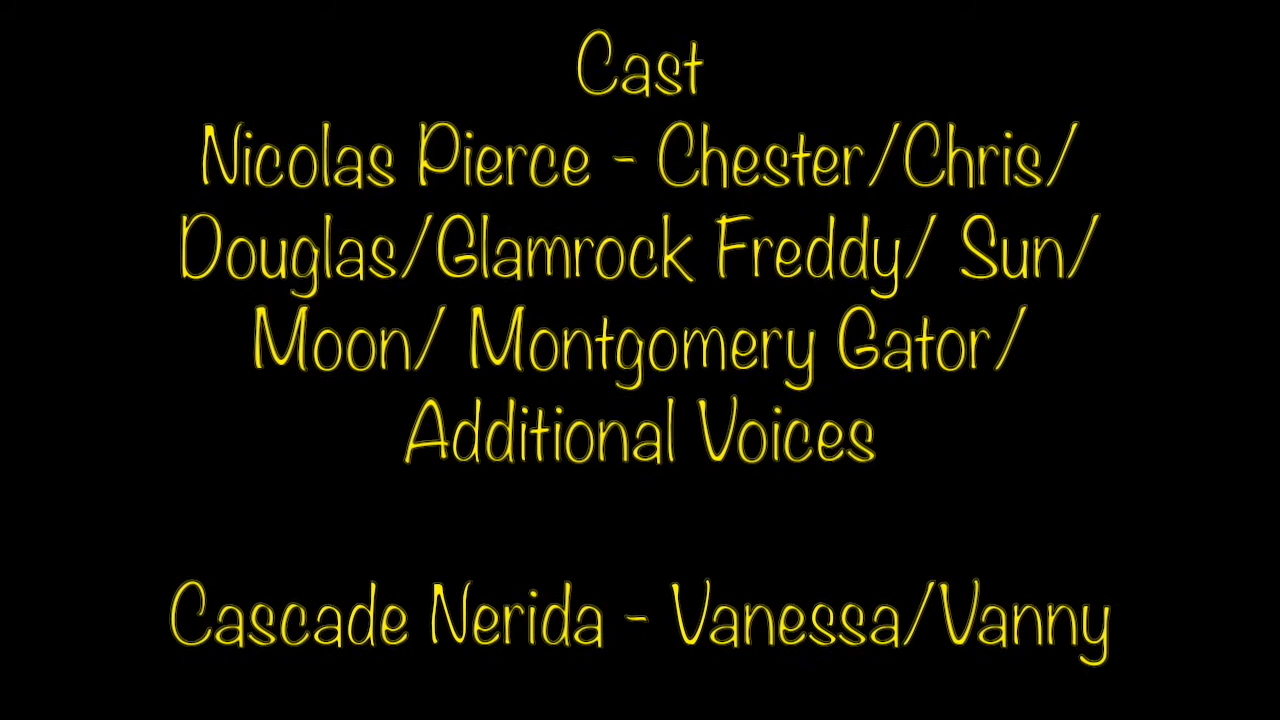 Cast
Nicolas Pierce - Chester/Chris/
Douglas/Glamrock Freddy/ Sun/
Moon/ Montgomery Gator/
Additional Voices
Cascade Nerida - Vanessa/Vanny